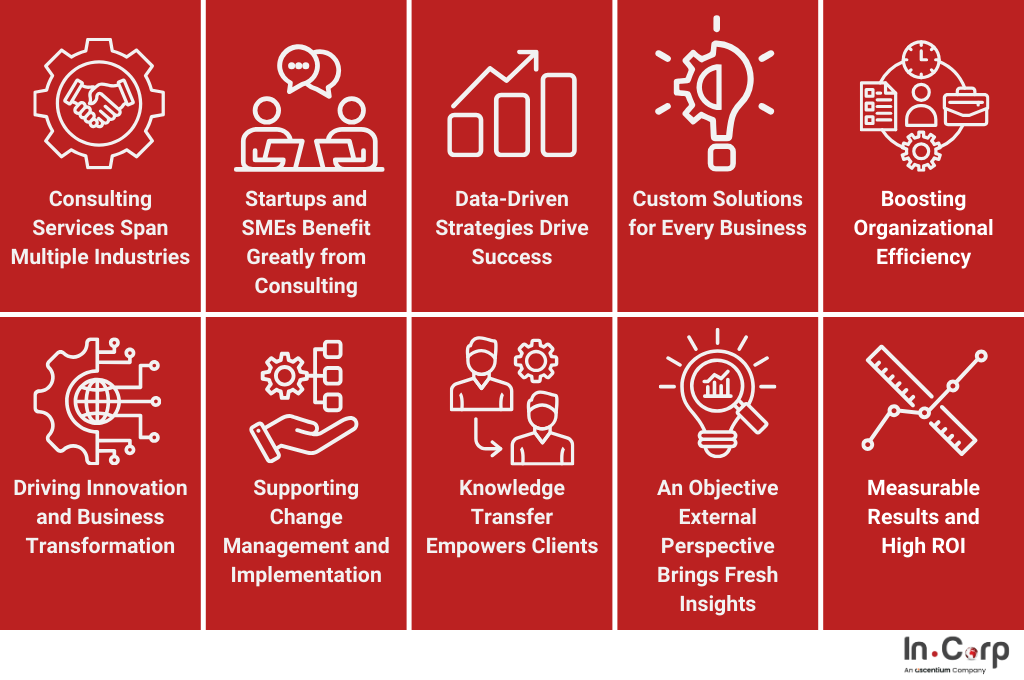 Consulting
Services Span
Multiple Industries
Startups and
SMEs Benefit
Greatly from
Consulting
Data-Driven
Strategies Drive
Success
Custom Solutions
for Every Business
Boosting
Organizational
Efficiency
Driving Innovation
and Business
Transformation
Supporting
Change
Management and
Implementation
Knowledge
Transfer
Empowers Clients
An Objective
External
Perspective
Brings Fresh
Insights
Measurable
Results and
High ROI
In.Corp
An ascentium Company